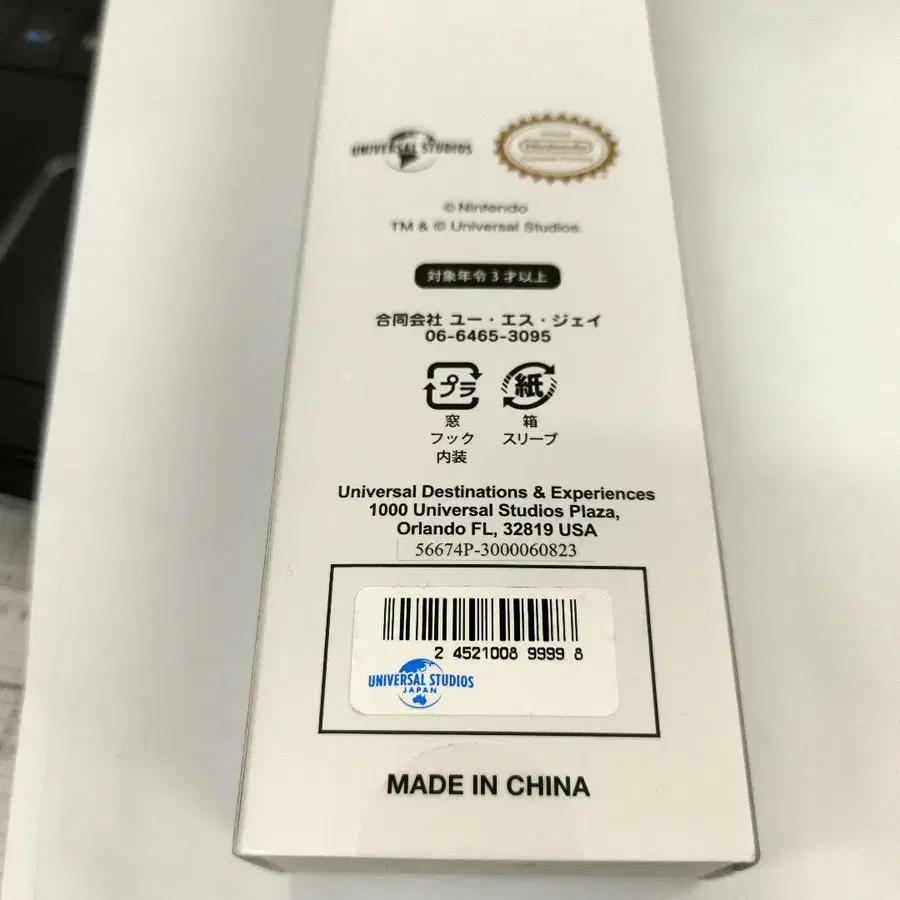 UNIVERSAL STUDIOS
Nintendo
© Nintendo
TM & © Universal Studios.
対象年令3才以上
合同会社 ユー・エス・ジェイ
06-6465-3095
プラ 紙
窓 箱
フック スリーブ
内装
Universal Destinations & Experiences
1000 Universal Studios Plaza,
Orlando FL, 32819 USA
56674P-3000060823
2 4521008 9999 8
UNIVERSAL STUDIOS
JAPAN
MADE IN CHINA